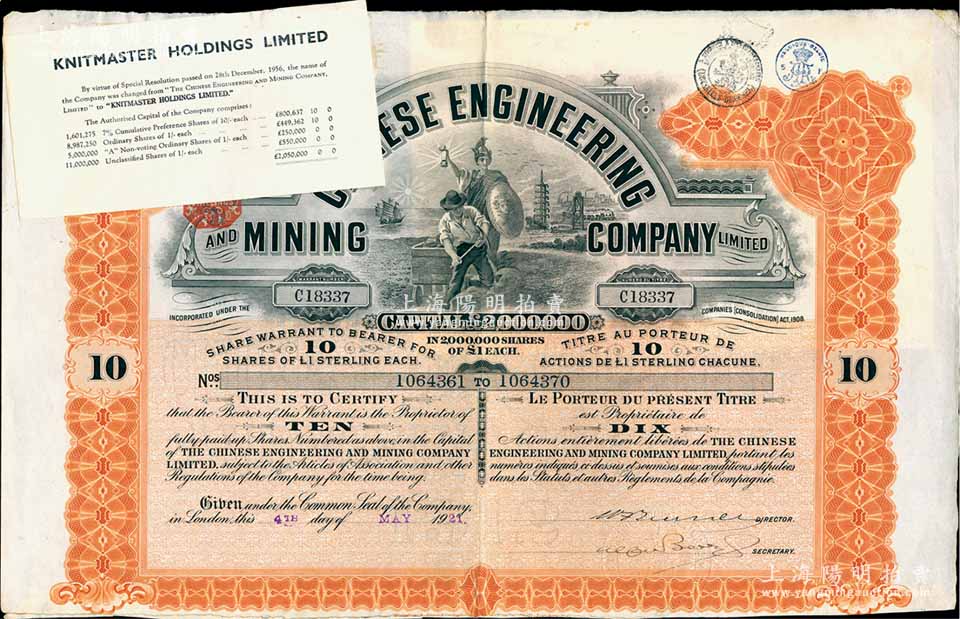 KNITMASTER HOLDINGS LIMITED
By virtue of Special Resolution passed on 28th December, 1956, the name of
the Company was changed from "THE CHINESE ENGINEERING AND MINING COMPANY,
LIMITED" to "KNITMASTER HOLDINGS LIMITED."
The Authorised Capital of the Company comprises:
1,601,275 7% Cumulative Preference Shares of 10/- each £800,637 10 0
8,987,250 Ordinary Shares of 1/- each £449,362 10 0
5,000,000 "A" Non-voting Ordinary Shares of 1/- each £250,000 0 0
11,000,000 Unclassified Shares of 1/- each £550,000 0 0
£2,050,000 0 0
ESE ENGINEERING
AND MINING COMPANY LIMITED
C18337 C18337
INCORPORATED UNDER THE COMPANIES [CONSOLIDATION] ACT, 1908.
CAPITAL £2,000,000
IN 2,000,000 SHARES
OF £1 EACH.
SHARE WARRANT TO BEARER FOR
10
SHARES OF £1 STERLING EACH.
TITRE AU PORTEUR DE
10
ACTIONS DE £1 STERLING CHACUNE.
10 10
Nos. 1064361 TO 1064370
THIS IS TO CERTIFY
that the Bearer of this Warrant is the Proprietor of
TEN
fully paid up Shares Numbered as above in the Capital
of THE CHINESE ENGINEERING AND MINING COMPANY
LIMITED, subject to the Articles of Association and other
Regulations of the Company for the time being.
LE PORTEUR DU PRÉSENT TITRE
est Propriétaire de
DIX
Actions entièrement libérées de THE CHINESE
ENGINEERING AND MINING COMPANY LIMITED, portant les
numéros indiqués ci-dessus et soumises aux conditions stipulées
dans les Statuts et autres Règlements de la Compagnie.
Given under the Common Seal of the Company,
in London, this 4TH day of MAY 1921.
DIRECTOR.
SECRETARY.
上海陽明拍賣
www.yangmingauction.com
上海陽明拍賣
www.yangmingauction.com